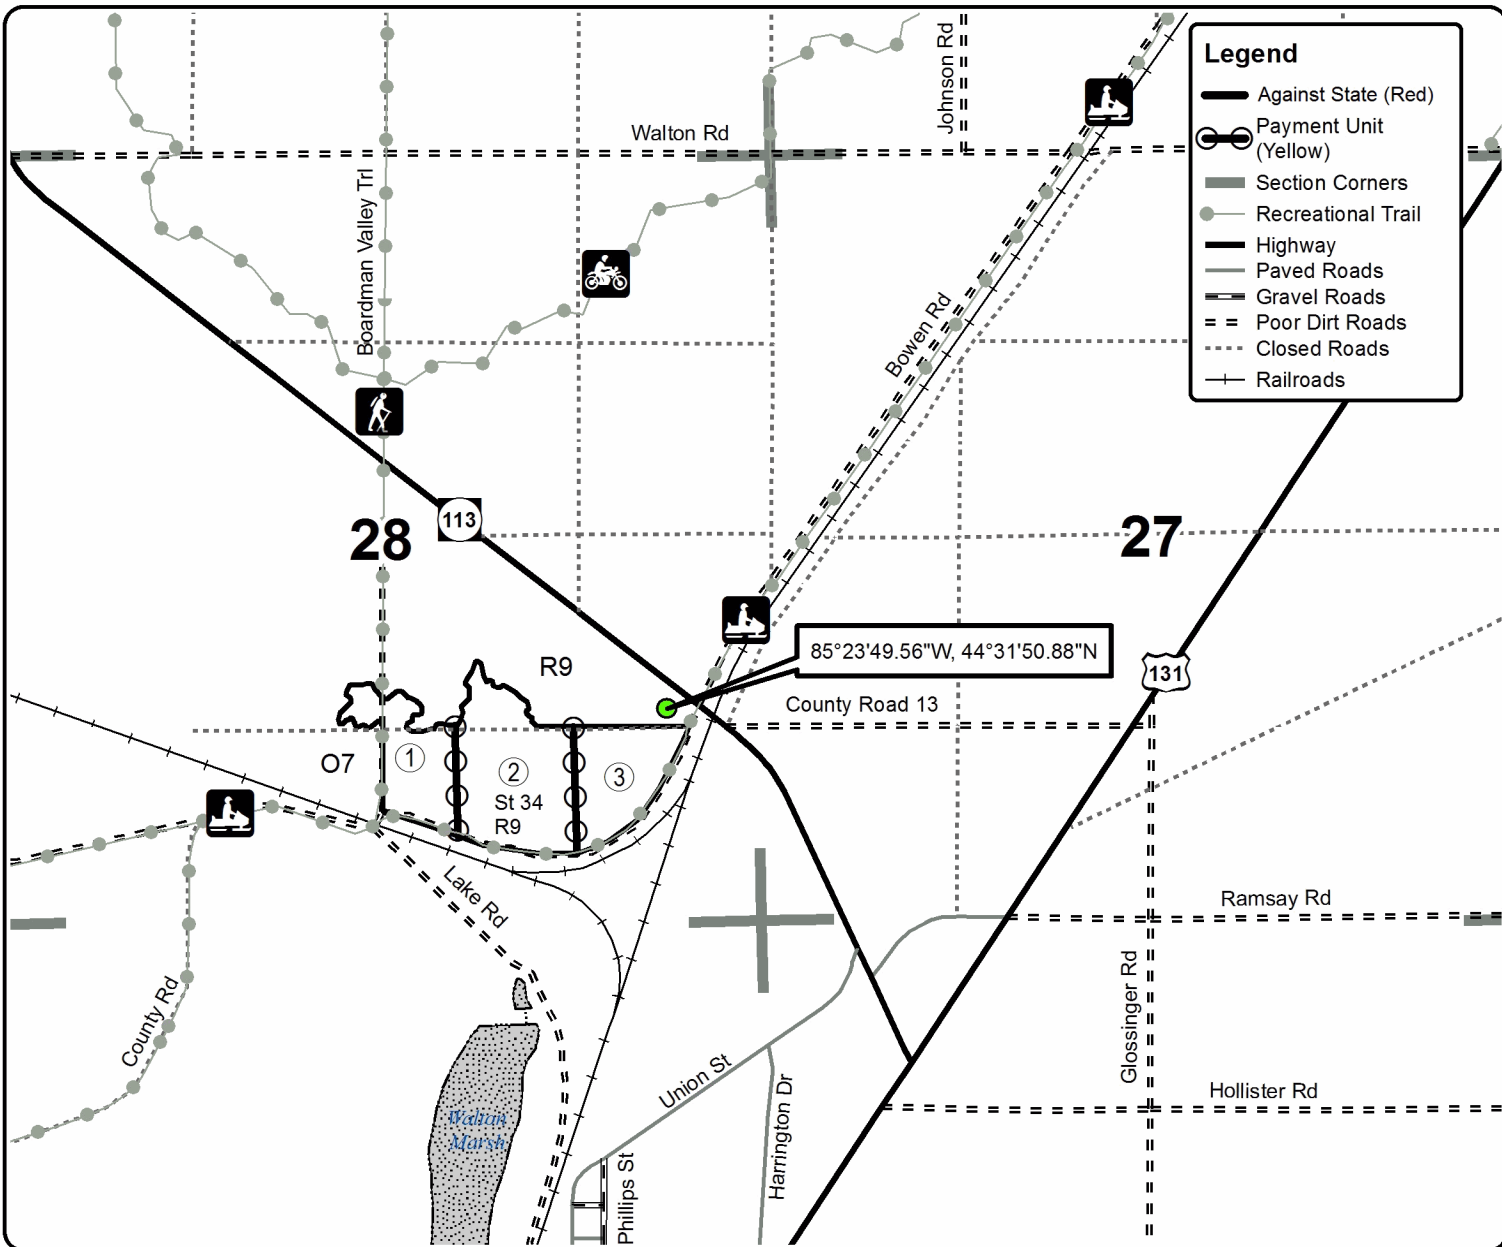 Legend
Against State (Red)
Payment Unit
(Yellow)
Section Corners
Recreational Trail
Highway
Paved Roads
Gravel Roads
Poor Dirt Roads
Closed Roads
Railroads
Johnson Rd
Walton Rd
Boardman Valley Trl
Bowen Rd
113
28
27
85°23'49.56"W, 44°31'50.88"N
R9
131
County Road 13
O7
1
2
3
St 34
R9
Lake Rd
Ramsay Rd
County Rd
Glossinger Rd
Union St
Harrington Dr
Hollister Rd
Walton
Marsh
Phillips St